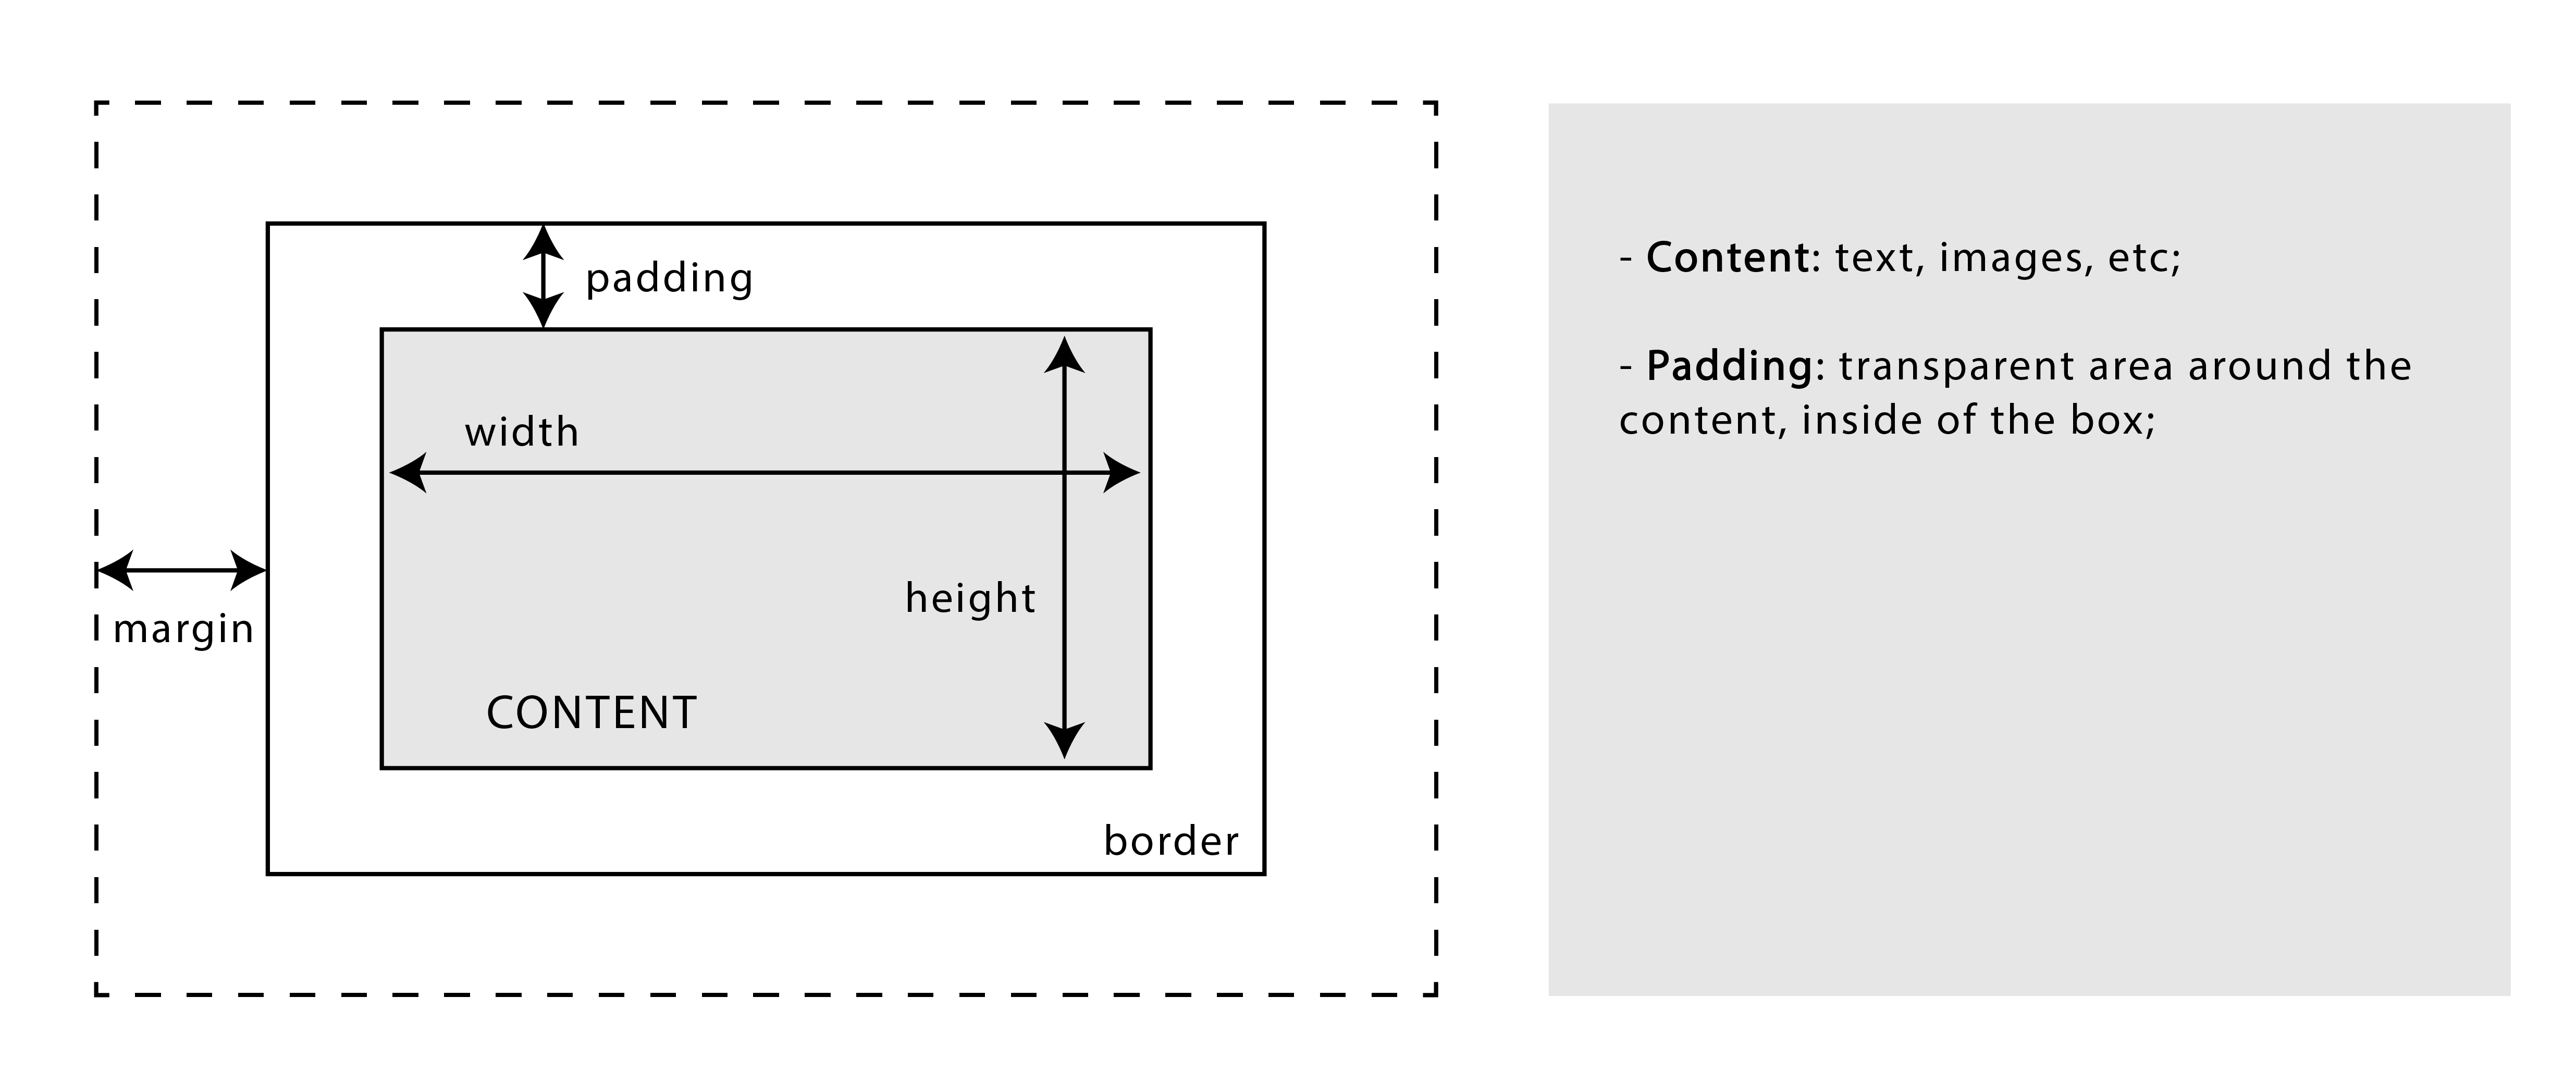 padding
width
height
margin
CONTENT
border
- Content: text, images, etc;
- Padding: transparent area around the
content, inside of the box;